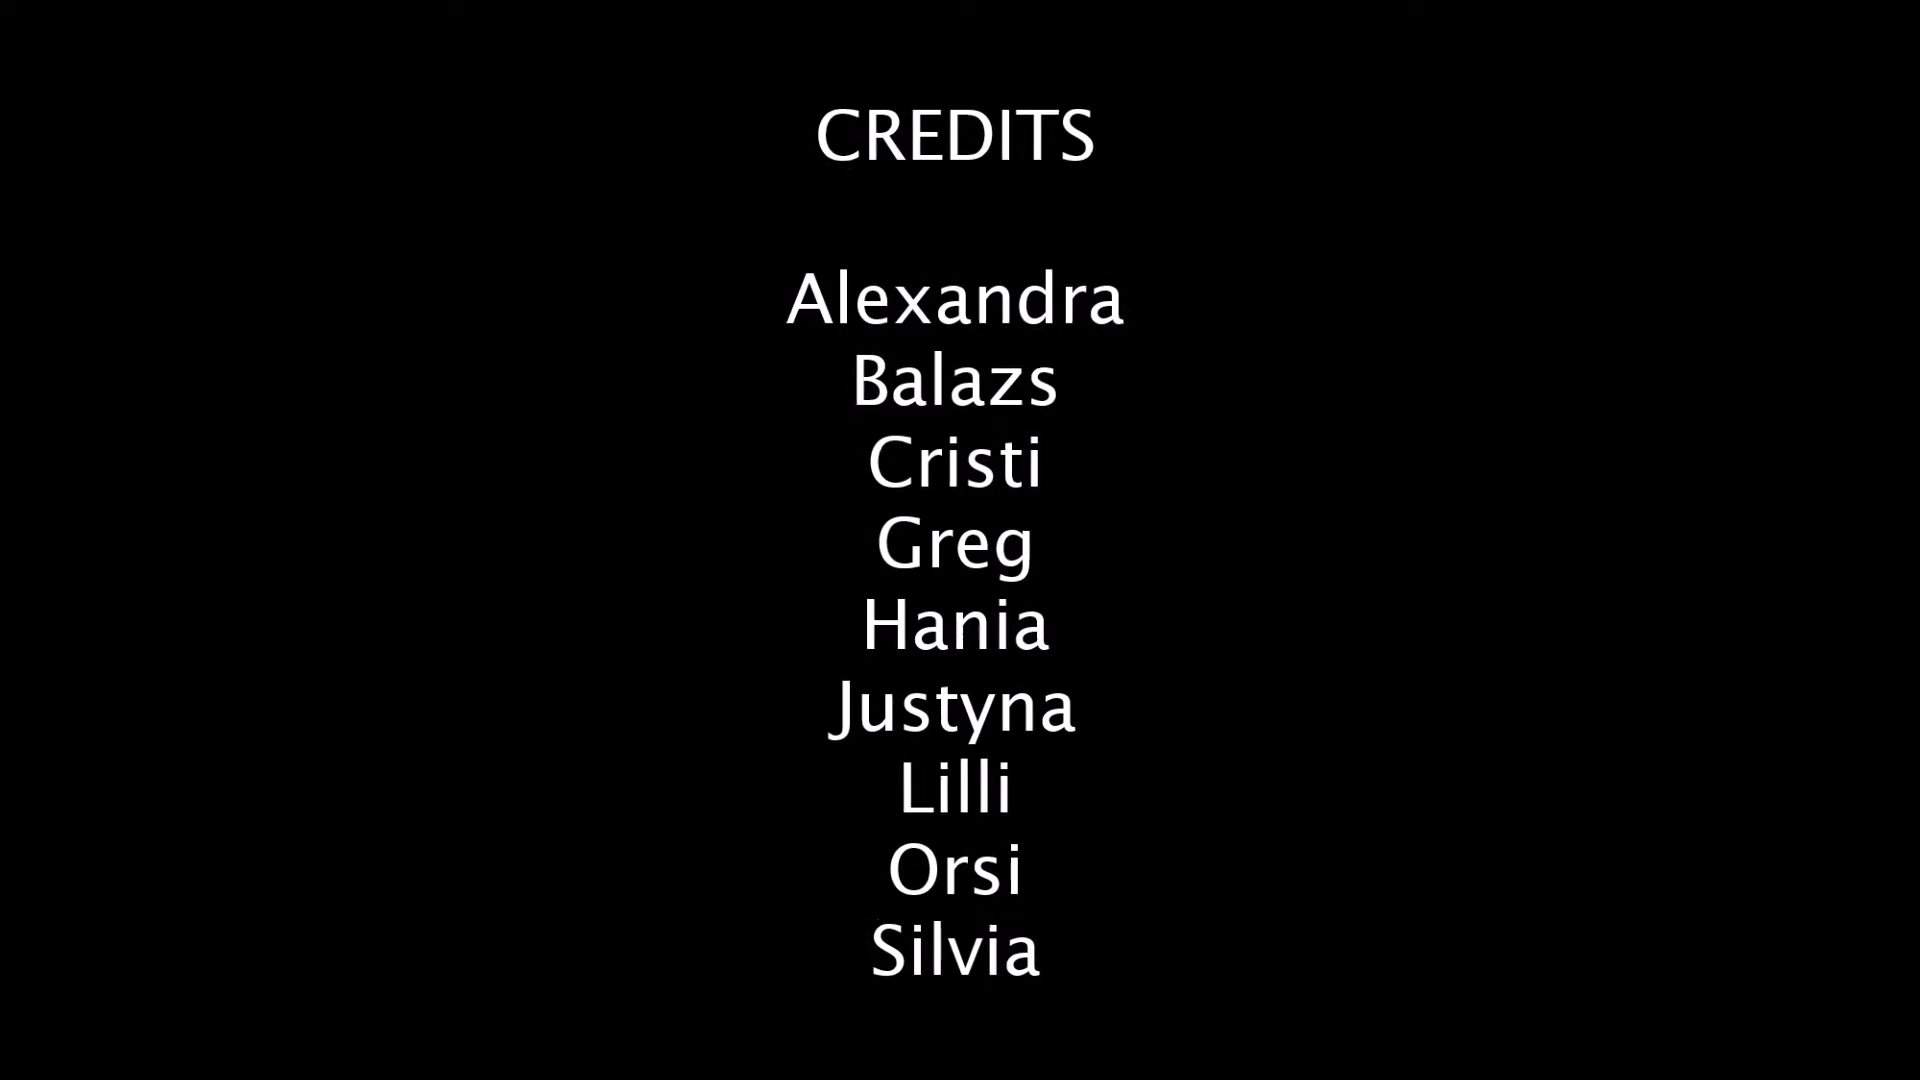 CREDITS
Alexandra
Balazs
Cristi
Greg
Hania
Justyna
Lilli
Orsi
Silvia